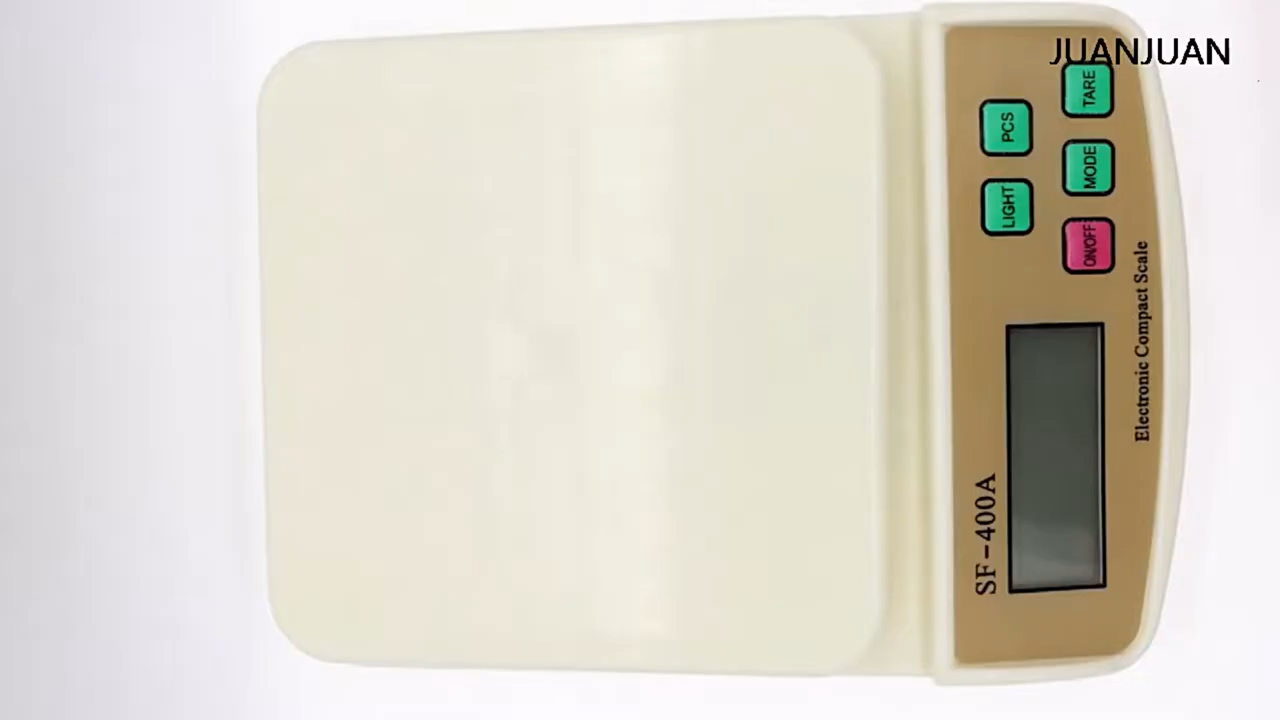 JUANJUAN
SF-400A
PCS
LIGHT
TARE
MODE
ON/OFF
Electronic Compact Scale